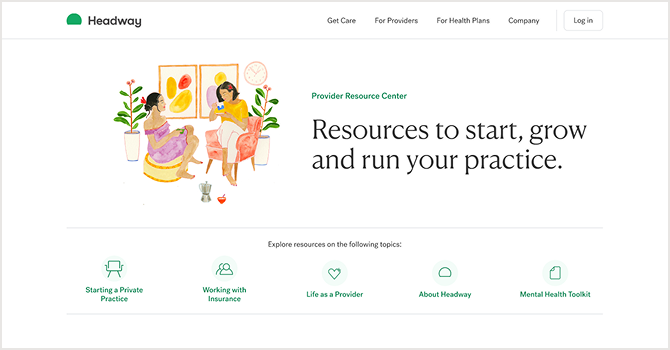 Headway
Get Care
For Providers
For Health Plans
Company
Log in
Provider Resource Center
Resources to start, grow
and run your practice.
Explore resources on the following topics:
Starting a Private
Practice
Working with
Insurance
Life as a Provider
About Headway
Mental Health Toolkit